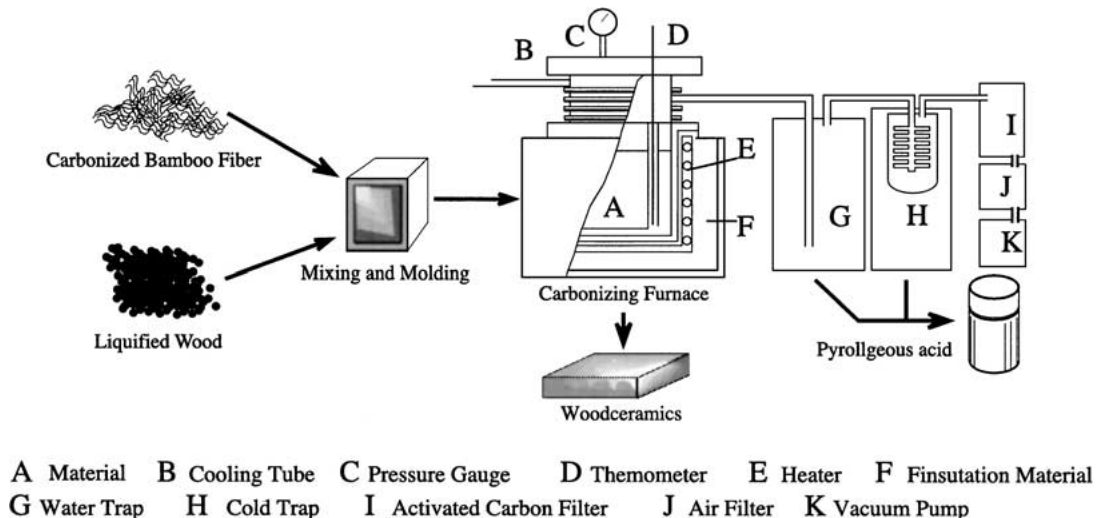 B
C
D
Carbonized Bamboo Fiber
Liquified Wood
Mixing and Molding
A
E
F
Carbonizing Furnace
Woodceramics
G
H
I
J
K
Pyrollgeous acid
A Material B Cooling Tube C Pressure Gauge D Themometer E Heater F Finsutation Material
G Water Trap H Cold Trap I Activated Carbon Filter J Air Filter K Vacuum Pump